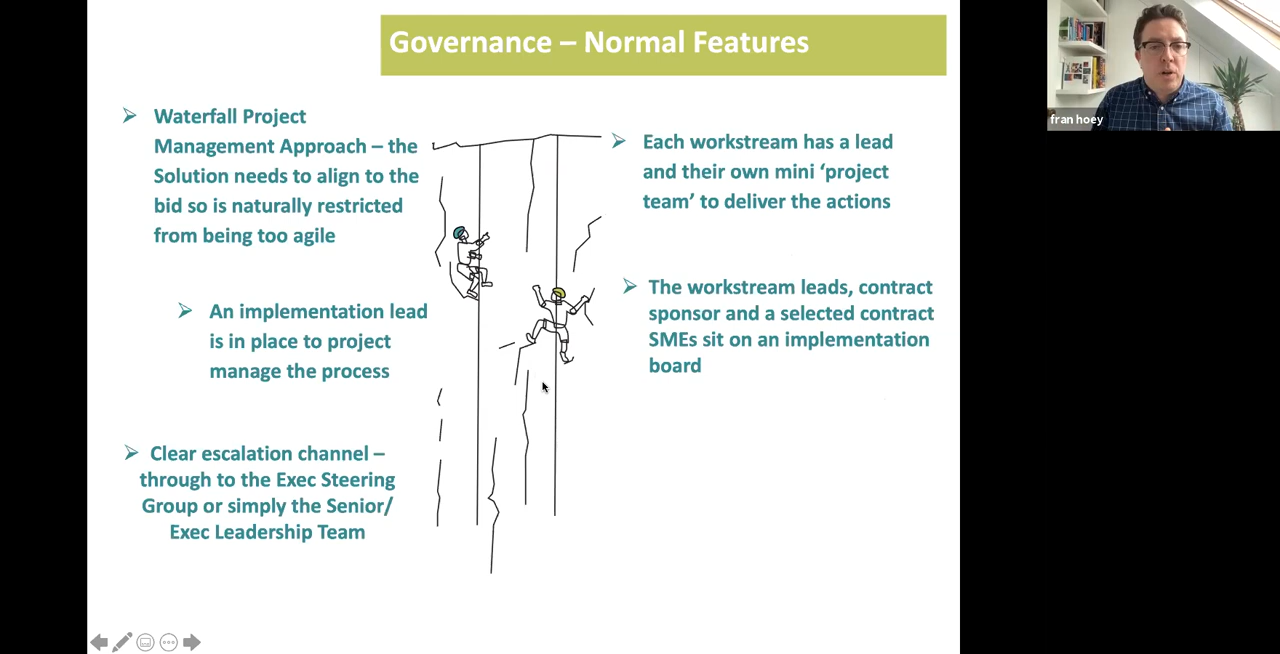 Governance – Normal Features
Waterfall Project
Management Approach – the
Solution needs to align to the
bid so is naturally restricted
from being too agile
An implementation lead
is in place to project
manage the process
Clear escalation channel –
through to the Exec Steering
Group or simply the Senior/
Exec Leadership Team
Each workstream has a lead
and their own mini ‘project
team’ to deliver the actions
The workstream leads, contract
sponsor and a selected contract
SMEs sit on an implementation
board
fran hoey